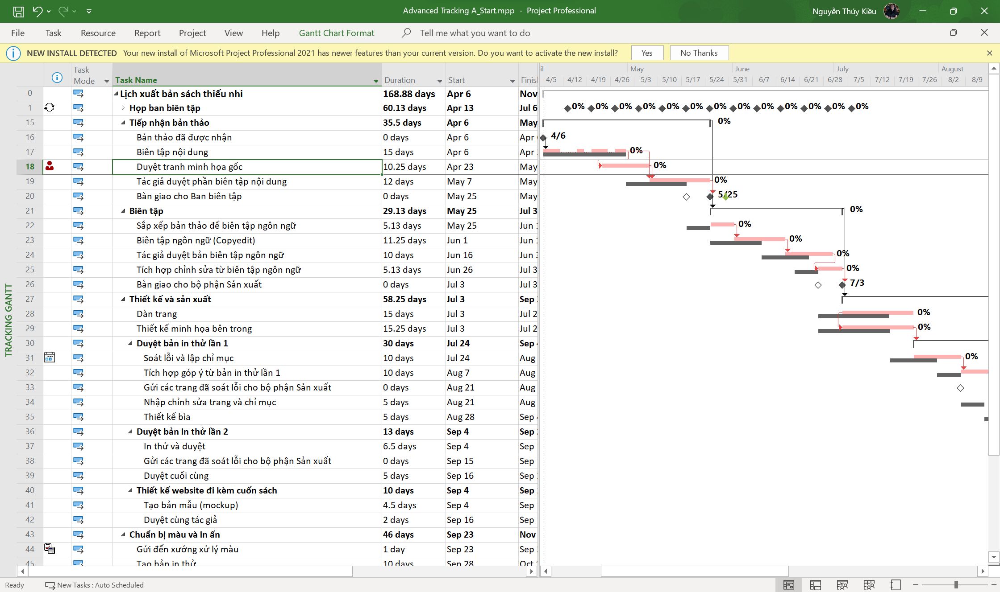 Advanced Tracking A_Start.mpp - Project Professional
Nguyễn Thúy Kiều
File Task Resource Report Project View Help Gantt Chart Format Tell me what you want to do
NEW INSTALL DETECTED Your new install of Microsoft Project Professional 2021 has newer features than your current version. Do you want to activate the new install? Yes No Thanks
Task Mode Task Name Duration Start Finis
ril May June July August
4/5 4/12 4/19 4/26 5/3 5/10 5/17 5/24 5/31 6/7 6/14 6/21 6/28 7/5 7/12 7/19 7/26 8/2 8/9
0 Lịch xuất bản sách thiếu nhi 168.88 days Apr 6 Nov
1 Họp ban biên tập 60.13 days Apr 13 Jul 6 0% 0% 0% 0% 0% 0% 0% 0% 0% 0% 0% 0% 0%
15 Tiếp nhận bản thảo 35.5 days Apr 6 May 0%
16 Bản thảo đã được nhận 0 days Apr 6 Apr 4/6
17 Biên tập nội dung 15 days Apr 6 Apr 0%
18 Duyệt tranh minh họa gốc 10.25 days Apr 23 May 0%
19 Tác giả duyệt phần biên tập nội dung 12 days May 7 May 0%
20 Bàn giao cho Ban biên tập 0 days May 25 May 5/25
21 Biên tập 29.13 days May 25 Jul 3 0%
22 Sắp xếp bản thảo để biên tập ngôn ngữ 5.13 days May 25 Jun 0%
23 Biên tập ngôn ngữ (Copyedit) 11.25 days Jun 1 Jun 0%
24 Tác giả duyệt bản biên tập ngôn ngữ 10 days Jun 16 Jun 0%
25 Tích hợp chỉnh sửa từ biên tập ngôn ngữ 5.13 days Jun 26 Jul 3 0%
26 Bàn giao cho bộ phận Sản xuất 0 days Jul 3 Jul 3 7/3
27 Thiết kế và sản xuất 58.25 days Jul 3 Sep
28 Dàn trang 15 days Jul 3 Jul 2 0%
29 Thiết kế minh họa bên trong 15.25 days Jul 3 Jul 2 0%
30 Duyệt bản in thử lần 1 30 days Jul 24 Sep
31 Soát lỗi và lập chỉ mục 10 days Jul 24 Aug 0%
32 Tích hợp góp ý từ bản in thử lần 1 10 days Aug 7 Aug
33 Gửi các trang đã soát lỗi cho bộ phận Sản xuất 0 days Aug 21 Aug
34 Nhập chỉnh sửa trang và chỉ mục 5 days Aug 21 Aug
35 Thiết kế bìa 5 days Aug 28 Sep
36 Duyệt bản in thử lần 2 13 days Sep 4 Sep
37 In thử và duyệt 6.5 days Sep 4 Sep
38 Gửi các trang đã soát lỗi cho bộ phận Sản xuất 0 days Sep 15 Sep
39 Duyệt cuối cùng 5 days Sep 16 Sep
40 Thiết kế website đi kèm cuốn sách 10 days Sep 4 Sep
41 Tạo bản mẫu (mockup) 4.5 days Sep 4 Sep
42 Duyệt cùng tác giả 2 days Sep 16 Sep
43 Chuẩn bị màu và in ấn 46 days Sep 23 Nov
44 Gửi đến xưởng xử lý màu 1 day Sep 23 Sep
45 Tạo bản in thử 10 days Sep 28 Oct
TRACKING GANTT
Ready New Tasks : Auto Scheduled